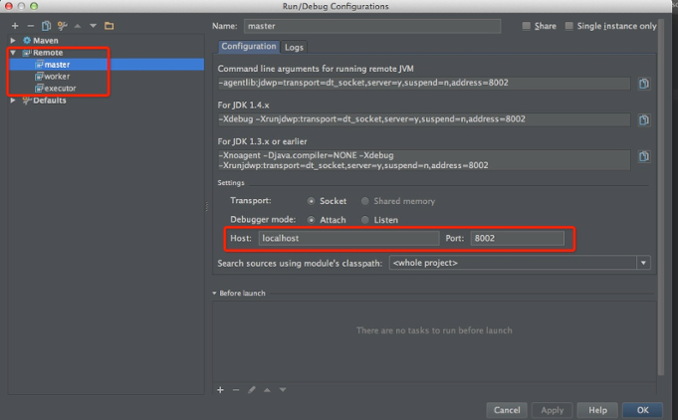 Run/Debug Configurations
Name: master
Share
Single instance only
Maven
Remote
master
worker
executor
Defaults
Configuration
Logs
Command line arguments for running remote JVM
-agentlib:jdwp=transport=dt_socket,server=y,suspend=n,address=8002
For JDK 1.4.x
-Xdebug -Xrunjdwp:transport=dt_socket,server=y,suspend=n,address=8002
For JDK 1.3.x or earlier
-Xnoagent -Djava.compiler=NONE -Xdebug
-Xrunjdwp:transport=dt_socket,server=y,suspend=n,address=8002
Settings
Transport: Socket Shared memory
Debugger mode: Attach Listen
Host: localhost Port: 8002
Search sources using module's classpath: <whole project>
Before launch
There are no tasks to run before launch
Cancel Apply Help OK